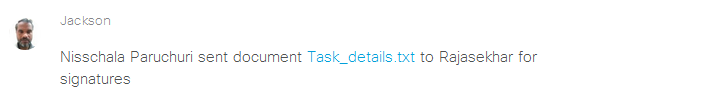 Jackson
Nisschala Paruchuri sent document Task_details.txt to Rajasekhar for
signatures